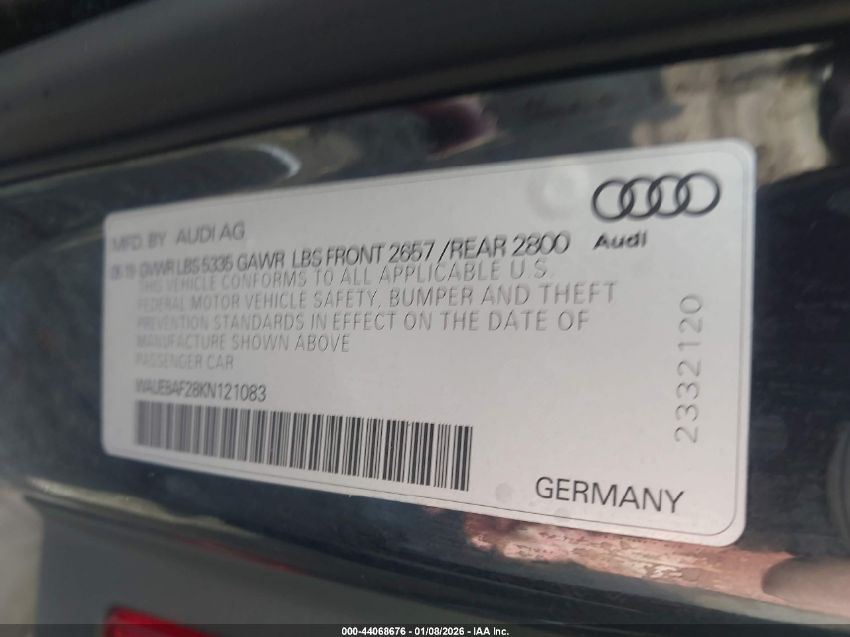 MFD. BY AUDI AG
Audi
05 19 GVWR LBS 5335 GAWR LBS FRONT 2657 / REAR 2800
THIS VEHICLE CONFORMS TO ALL APPLICABLE U.S.
FEDERAL MOTOR VEHICLE SAFETY, BUMPER AND THEFT
PREVENTION STANDARDS IN EFFECT ON THE DATE OF
MANUFACTURE SHOWN ABOVE
PASSENGER CAR
WAUE8AF28KN121083
2332120
GERMANY
000-44068676 - 01/08/2026 - IAA Inc.